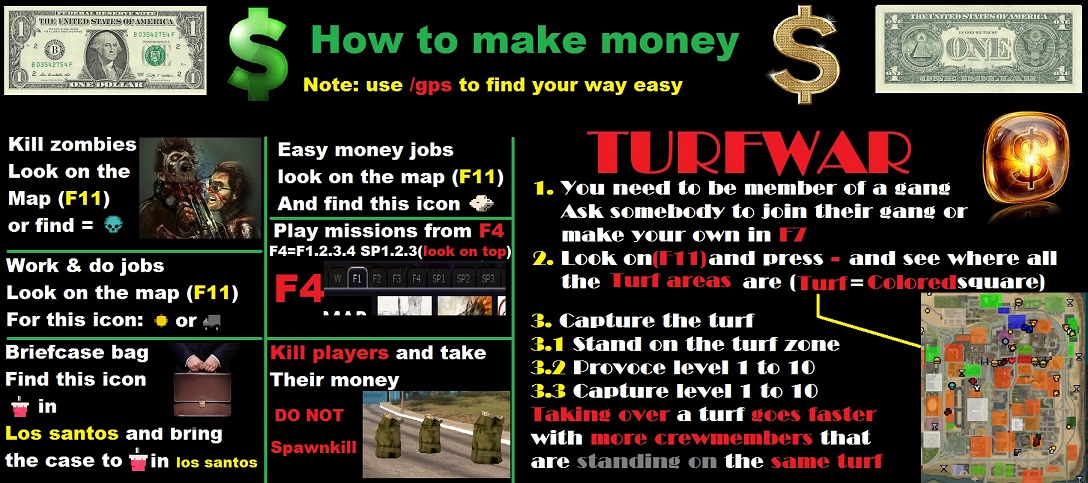 How to make money
Note: use /gps to find your way easy
FEDERAL RESERVE NOTE
THE UNITED STATES OF AMERICA
B 03542754 F
B 03542754 F
ONE DOLLAR
THE UNITED STATES OF AMERICA
ONE
ONE DOLLAR
Kill zombies
Look on the
Map (F11)
or find =
Work & do jobs
Look on the map (F11)
For this icon: or
Briefcase bag
Find this icon
in
Los santos and bring
the case to in los santos
Easy money jobs
look on the map (F11)
And find this icon
Play missions from F4
F4=F1.2.3.4 SP1.2.3(look on top)
F4
W F1 F2 F3 F4 SP1 SP2 SP3
MAP
Kill players and take
Their money
DO NOT
Spawnkill
TURFWAR
1. You need to be member of a gang
Ask somebody to join their gang or
make your own in F7
2. Look on(F11)and press - and see where all
the Turf areas are (Turf=Coloredsquare)
3. Capture the turf
3.1 Stand on the turf zone
3.2 Provoce level 1 to 10
3.3 Capture level 1 to 10
Taking over a turf goes faster
with more crewmembers that
are standing on the same turf